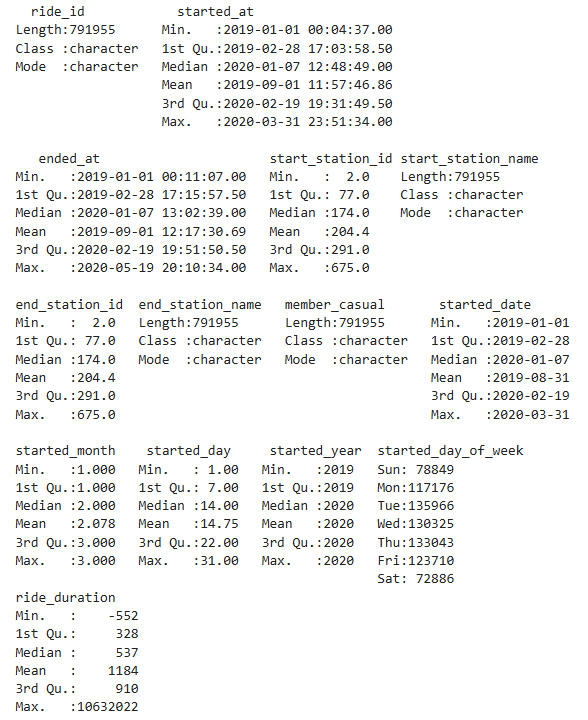 ride_id            started_at
Length:791955      Min.   :2019-01-01 00:04:37.00
Class :character   1st Qu.:2019-02-28 17:03:58.50
Mode  :character   Median :2020-01-07 12:48:49.00
                   Mean   :2019-09-01 11:57:46.86
                   3rd Qu.:2020-02-19 19:31:49.50
                   Max.   :2020-03-31 23:51:34.00
   ended_at                      start_station_id start_station_name
Min.   :2019-01-01 00:11:07.00   Min.   :  2.0    Length:791955
1st Qu.:2019-02-28 17:15:57.50   1st Qu.: 77.0    Class :character
Median :2020-01-07 13:02:39.00   Median :174.0    Mode  :character
Mean   :2019-09-01 12:17:30.69   Mean   :204.4
3rd Qu.:2020-02-19 19:51:50.50   3rd Qu.:291.0
Max.   :2020-05-19 20:10:34.00   Max.   :675.0
end_station_id  end_station_name   member_casual       started_date
Min.   :  2.0   Length:791955      Length:791955      Min.   :2019-01-01
1st Qu.: 77.0   Class :character   Class :character   1st Qu.:2019-02-28
Median :174.0   Mode  :character   Mode  :character   Median :2020-01-07
Mean   :204.4                                         Mean   :2019-08-31
3rd Qu.:291.0                                         3rd Qu.:2020-02-19
Max.   :675.0                                         Max.   :2020-03-31
started_month    started_day     started_year  started_day_of_week
Min.   :1.000   Min.   : 1.00   Min.   :2019   Sun: 78849
1st Qu.:1.000   1st Qu.: 7.00   1st Qu.:2019   Mon:117176
Median :2.000   Median :14.00   Median :2020   Tue:135966
Mean   :2.078   Mean   :14.75   Mean   :2020   Wed:130325
3rd Qu.:3.000   3rd Qu.:22.00   3rd Qu.:2020   Thu:133043
Max.   :3.000   Max.   :31.00   Max.   :2020   Fri:123710
                                               Sat: 72886
ride_duration
Min.   :    -552
1st Qu.:     328
Median :     537
Mean   :    1184
3rd Qu.:     910
Max.   :10632022